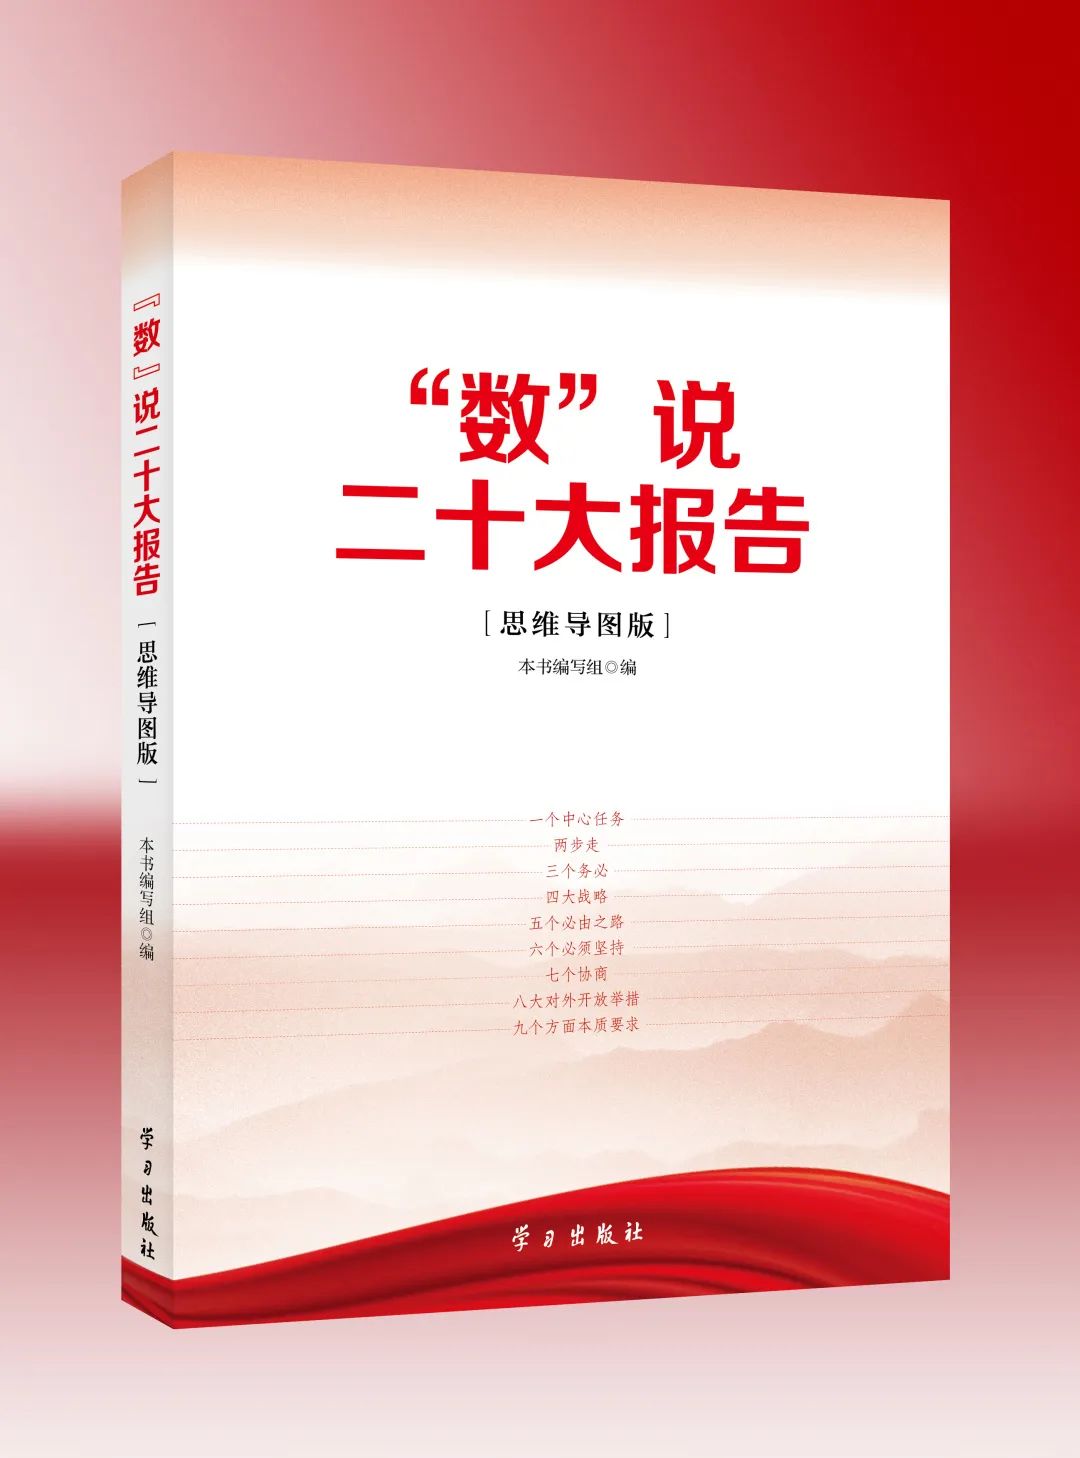 “数”说
二十大报告
[思维导图版]
本书编写组◎编
一个中心任务
两步走
三个务必
四大战略
五个必由之路
六个必须坚持
七个协商
八大对外开放举措
九个方面本质要求
学习出版社
『数』说二十大报告
[思维导图版]
本书编写组◎编
学习出版社